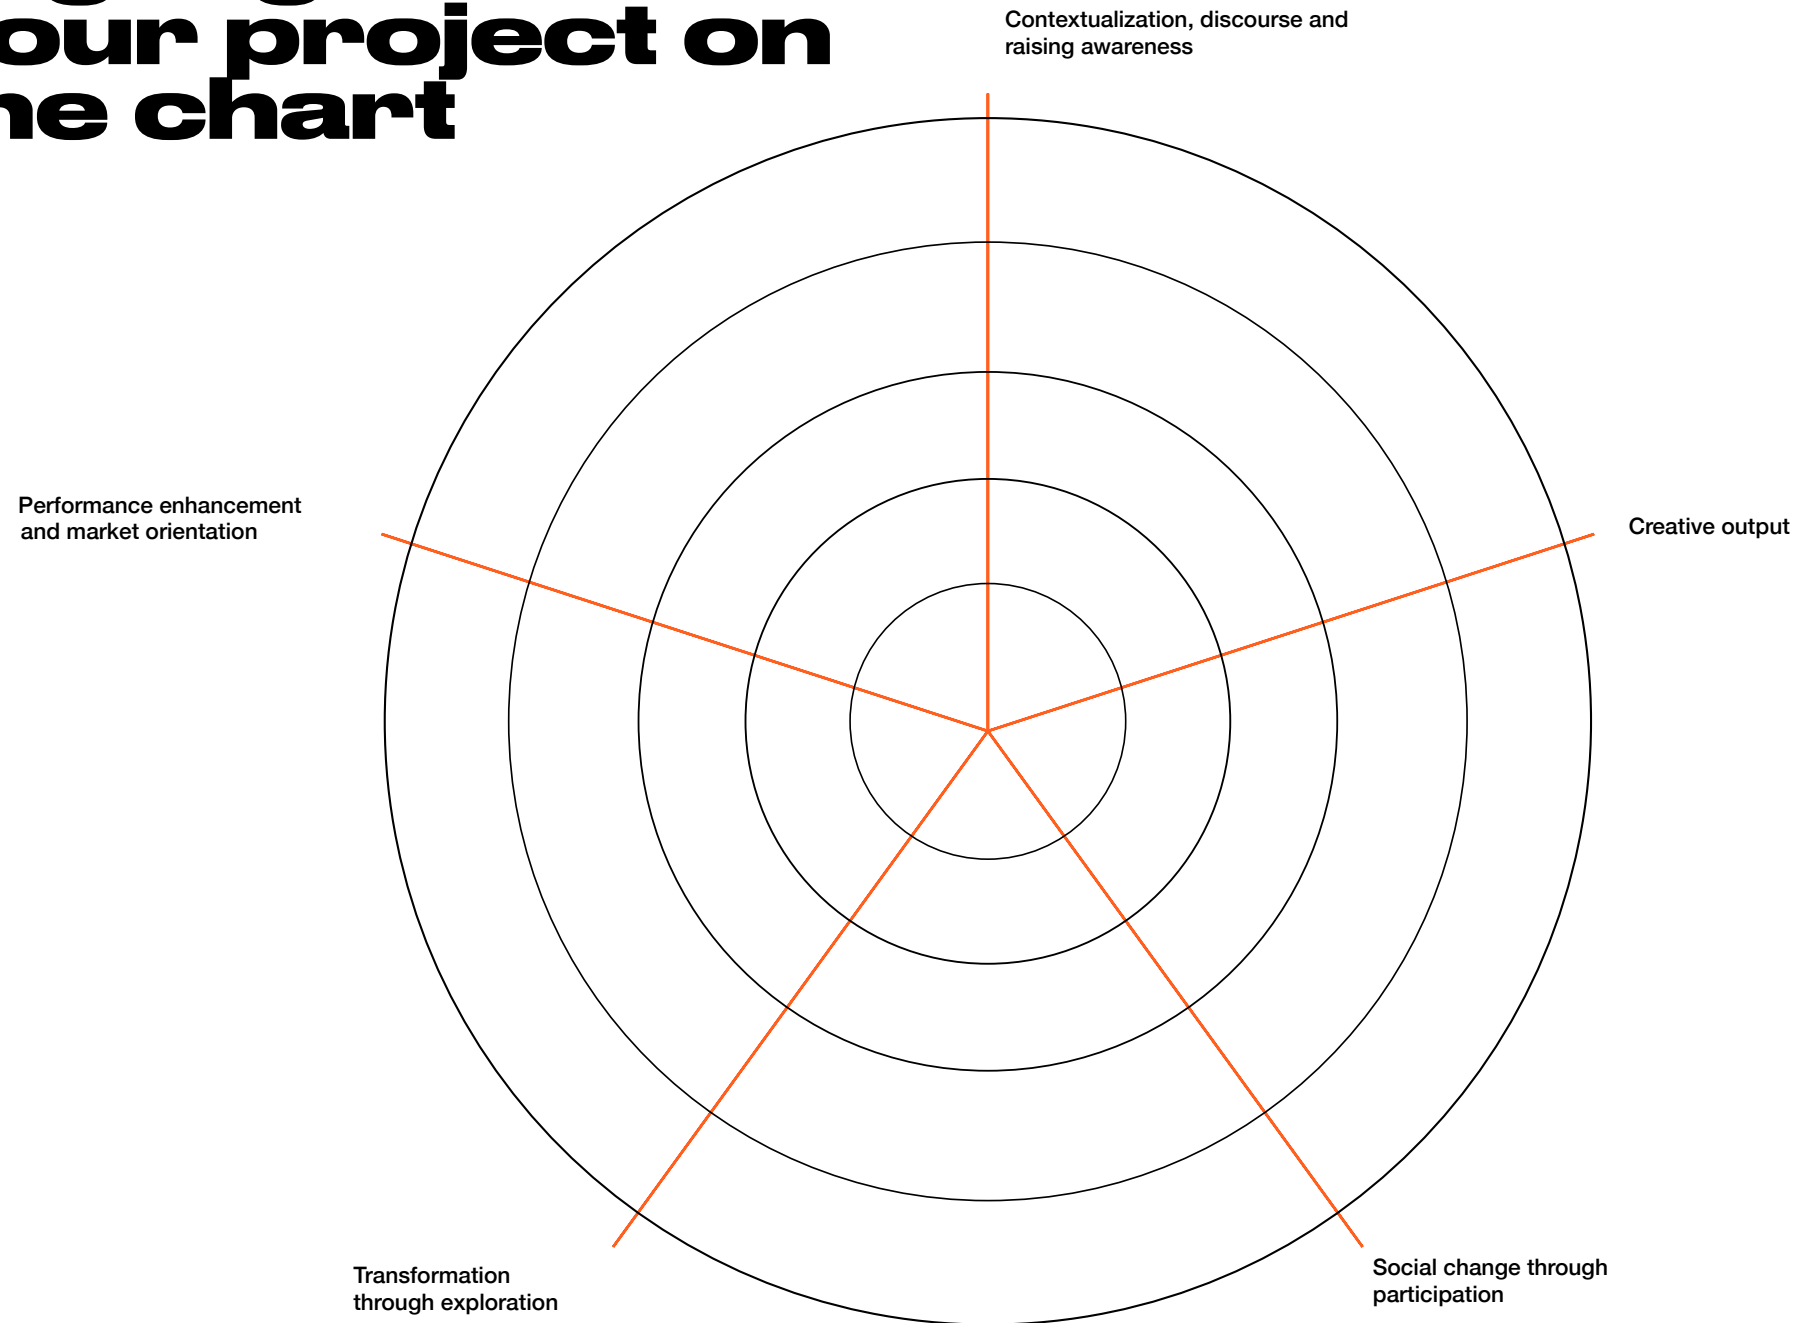 our project on
he chart
Contextualization, discourse and
raising awareness
Performance enhancement
and market orientation
Creative output
Transformation
through exploration
Social change through
participation